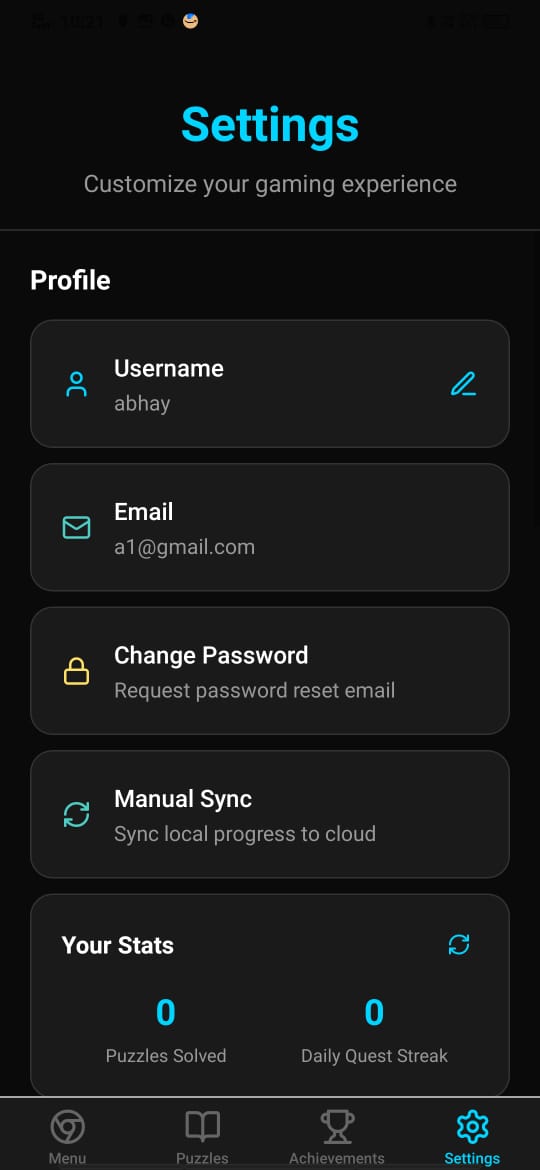 10:21
Settings
Customize your gaming experience
Profile
Username
abhay
Email
a1@gmail.com
Change Password
Request password reset email
Manual Sync
Sync local progress to cloud
Your Stats
0 0
Puzzles Solved Daily Quest Streak
Menu Puzzles Achievements Settings